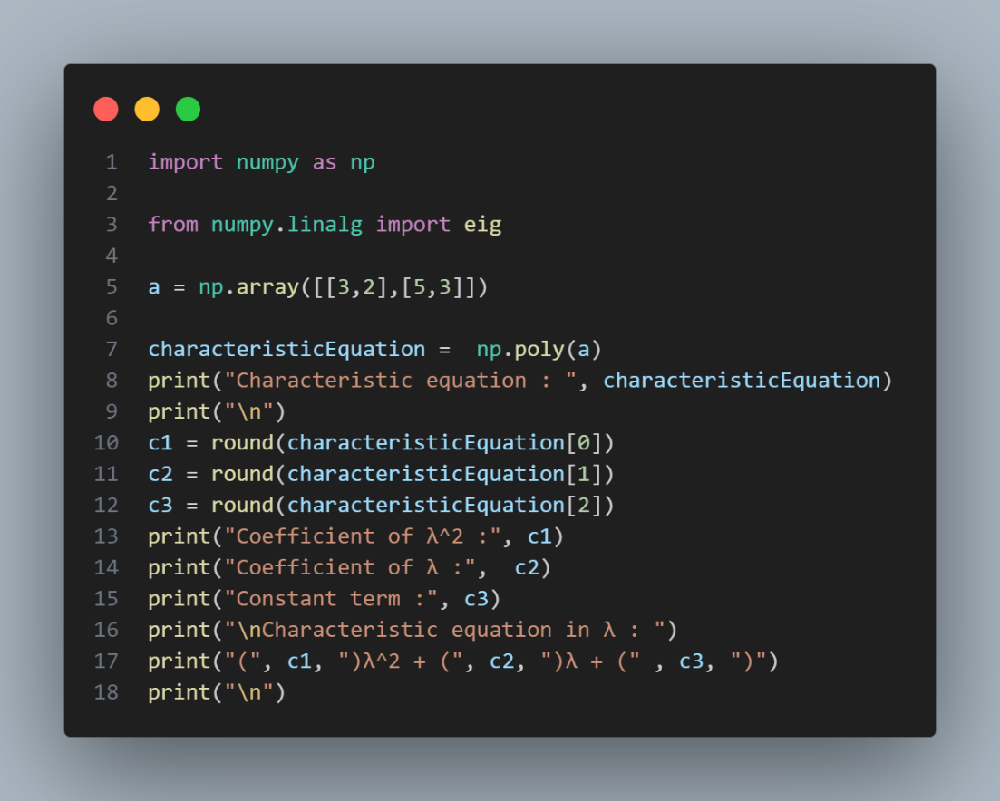 1 import numpy as np
2
3 from numpy.linalg import eig
4
5 a = np.array([[3,2],[5,3]])
6
7 characteristicEquation =  np.poly(a)
8 print("Characteristic equation : ", characteristicEquation)
9 print("\n")
10 c1 = round(characteristicEquation[0])
11 c2 = round(characteristicEquation[1])
12 c3 = round(characteristicEquation[2])
13 print("Coefficient of λ^2 :", c1)
14 print("Coefficient of λ :",  c2)
15 print("Constant term :", c3)
16 print("\nCharacteristic equation in λ : ")
17 print("(", c1, ")λ^2 + (", c2, ")λ + (" , c3, ")")
18 print("\n")